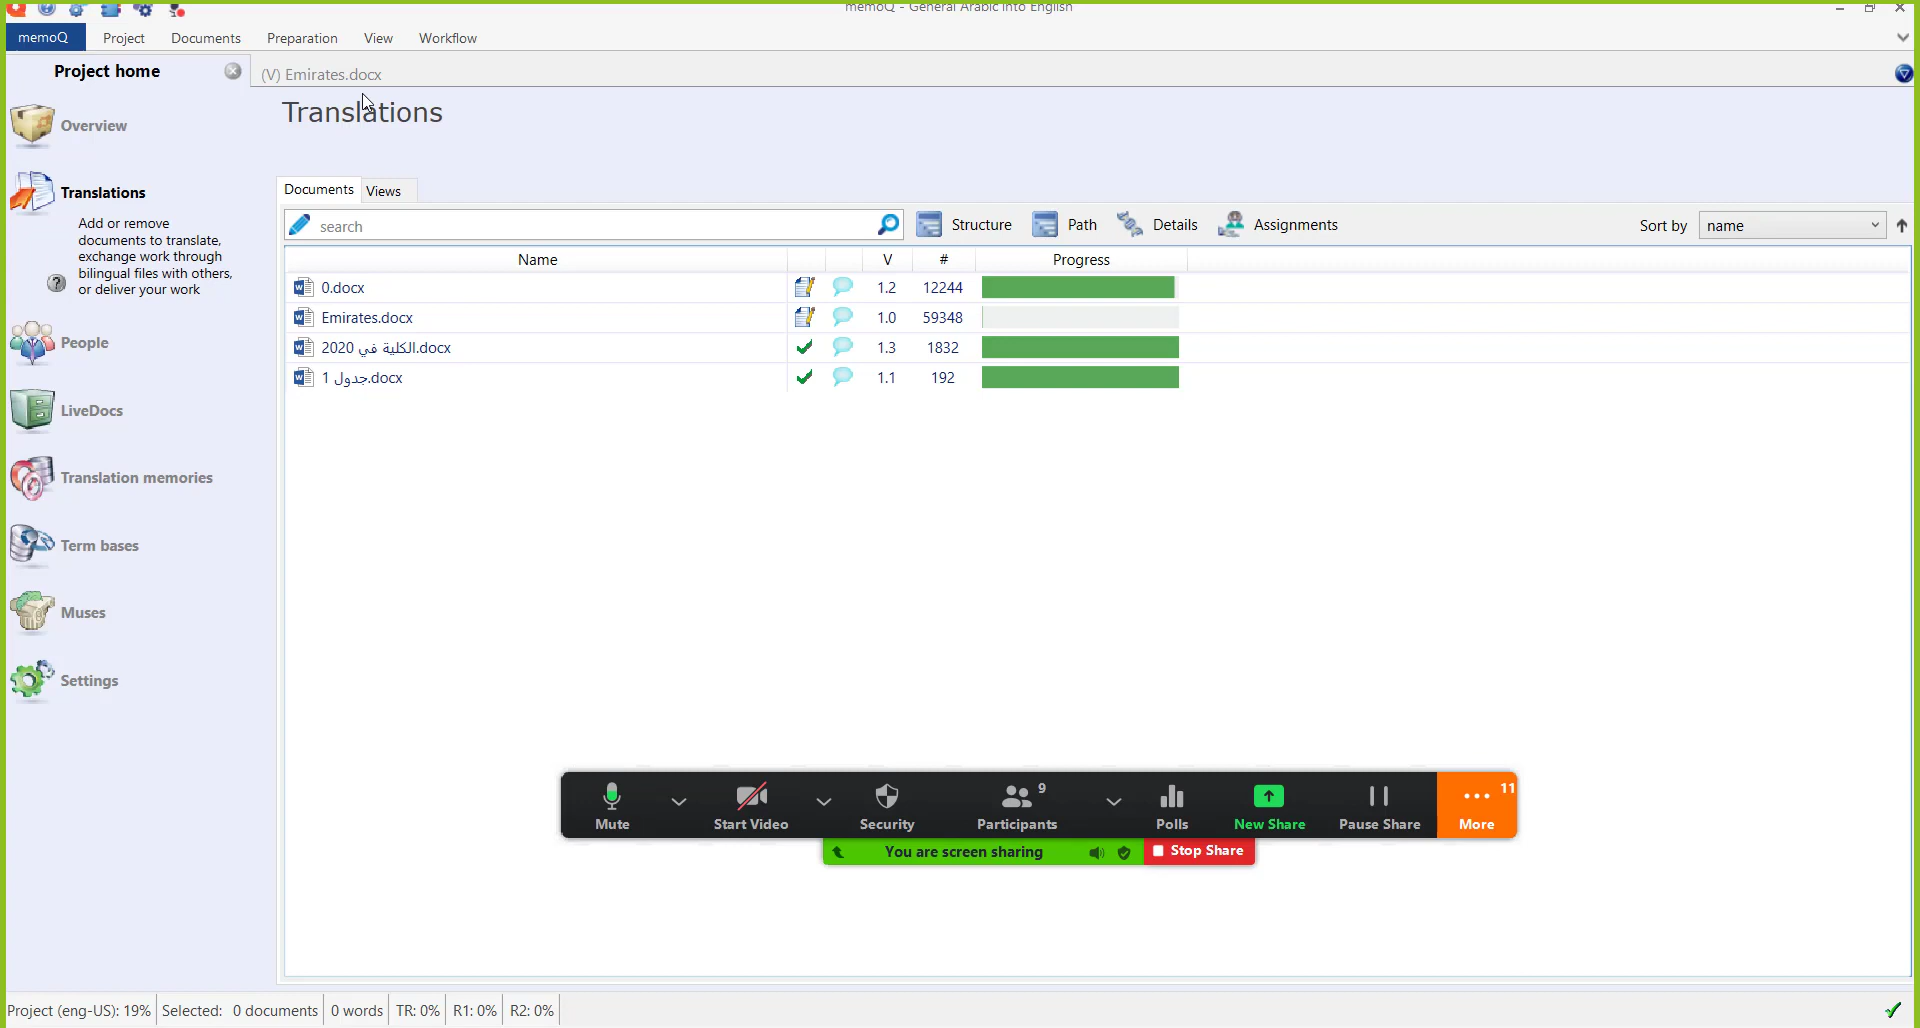 memoQ - General Arabic into English
memoQ Project Documents Preparation View Workflow
Project home
(V) Emirates.docx
Translations
Overview
Translations
Add or remove
documents to translate,
exchange work through
bilingual files with others,
or deliver your work
People
LiveDocs
Translation memories
Term bases
Muses
Settings
Documents Views
search Structure Path Details Assignments Sort by name
Name V # Progress
0.docx 1.2 12244
Emirates.docx 1.0 59348
2020 الكلية في.docx 1.3 1832
1 جدول.docx 1.1 192
9 11
Mute Start Video Security Participants Polls New Share Pause Share More
You are screen sharing Stop Share
Project (eng-US): 19% Selected: 0 documents 0 words TR: 0% R1: 0% R2: 0%